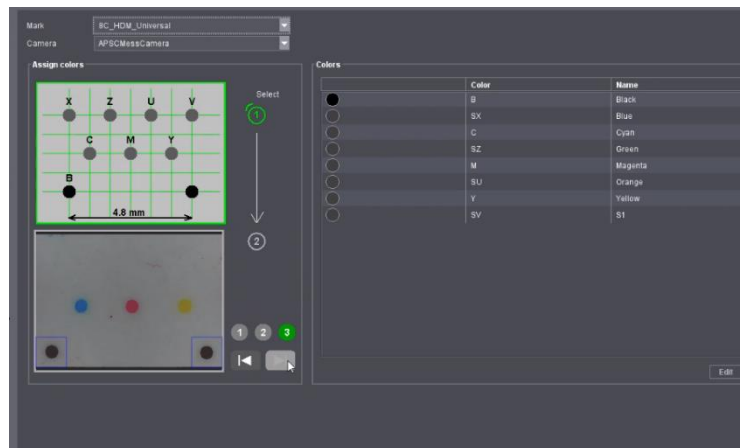 Mark 8C_HDM_Universal
Camera APSCMessCamera
Assign colors
X Z U V
C M Y
B
4.8 mm
Select
1
2
1 2 3
Colors
Color Name
B Black
SX Blue
C Cyan
SZ Green
M Magenta
SU Orange
Y Yellow
SV S1
Edit